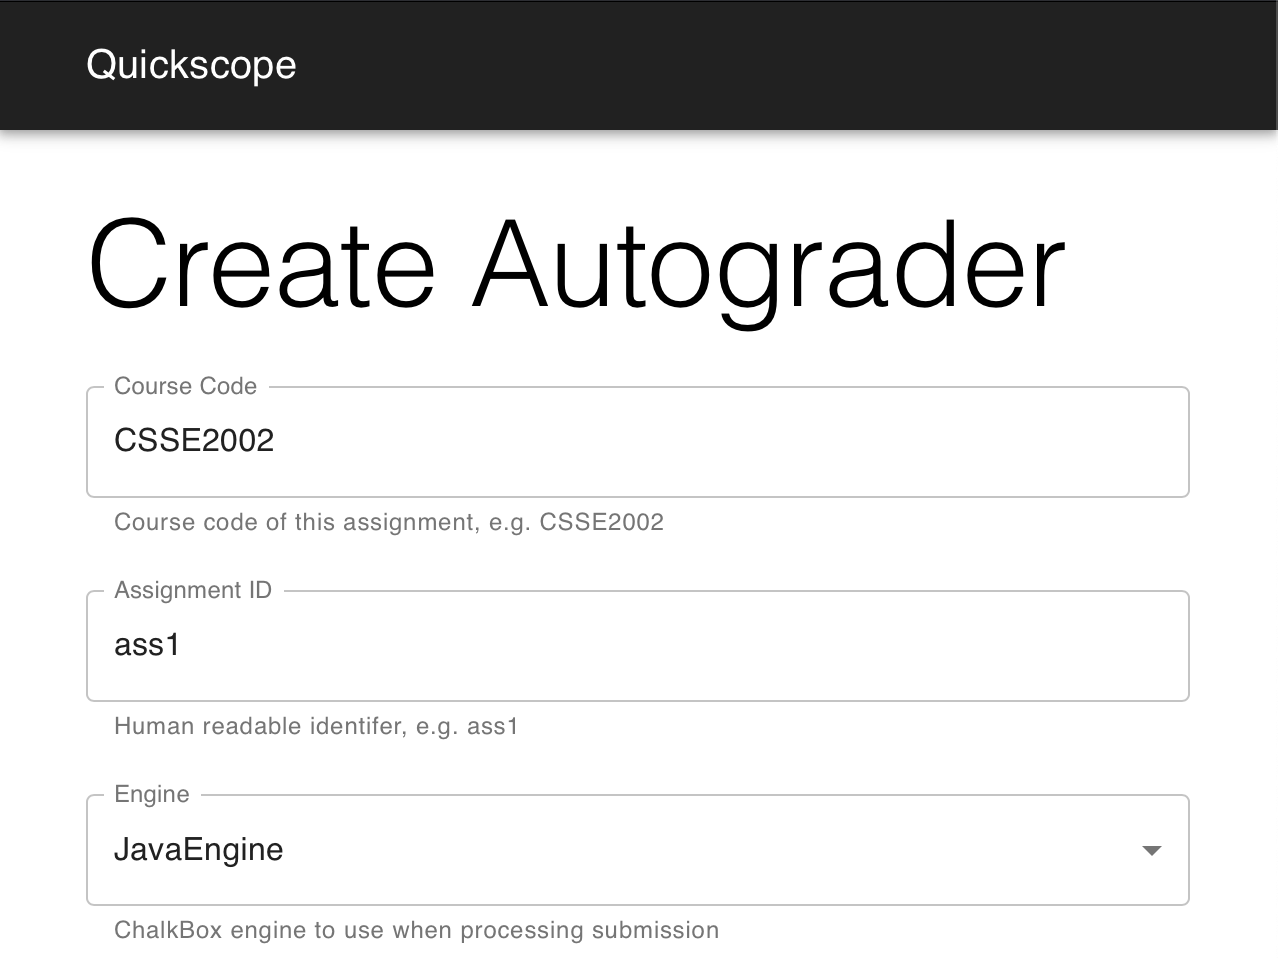 Quickscope
Create Autograder
Course Code
CSSE2002
Course code of this assignment, e.g. CSSE2002
Assignment ID
ass1
Human readable identifer, e.g. ass1
Engine
JavaEngine
ChalkBox engine to use when processing submission